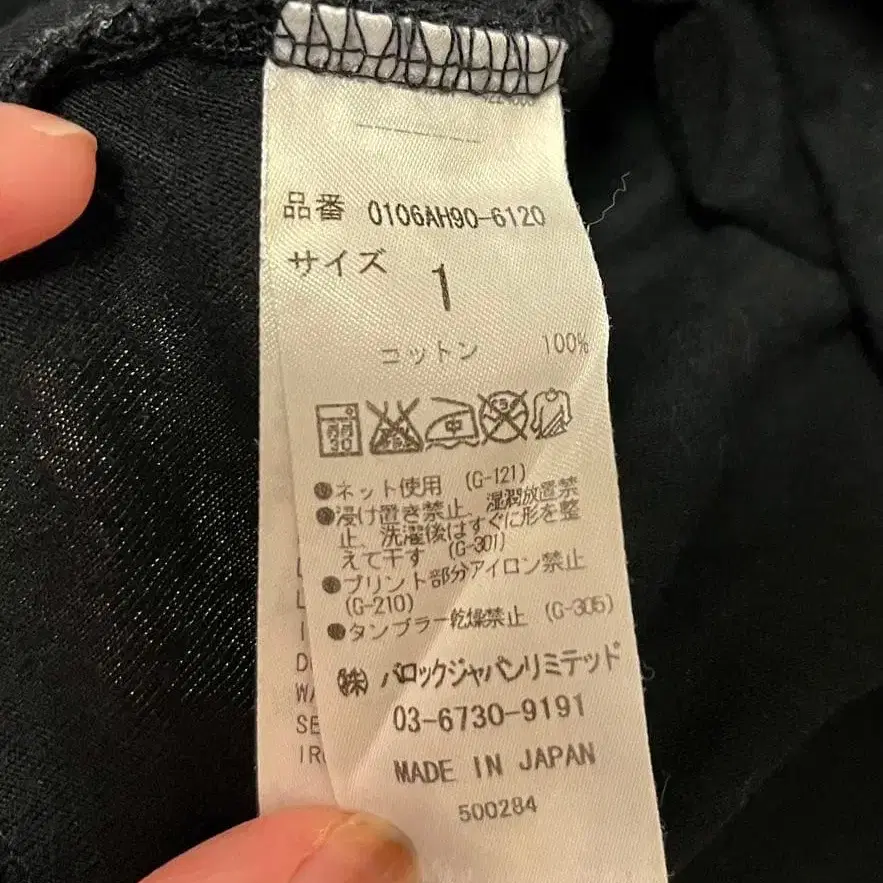 品番 0106AH90-6120
サイズ 1
コットン 100%
30
中
●ネット使用 (G-121)
●浸け置き禁止、湿潤放置禁
止、洗濯後はすぐに形を整
えて干す (G-301)
●プリント部分アイロン禁止
(G-210)
●タンブラー乾燥禁止 (G-305)
㈱ バロックジャパンリミテッド
03-6730-9191
MADE IN JAPAN
500284